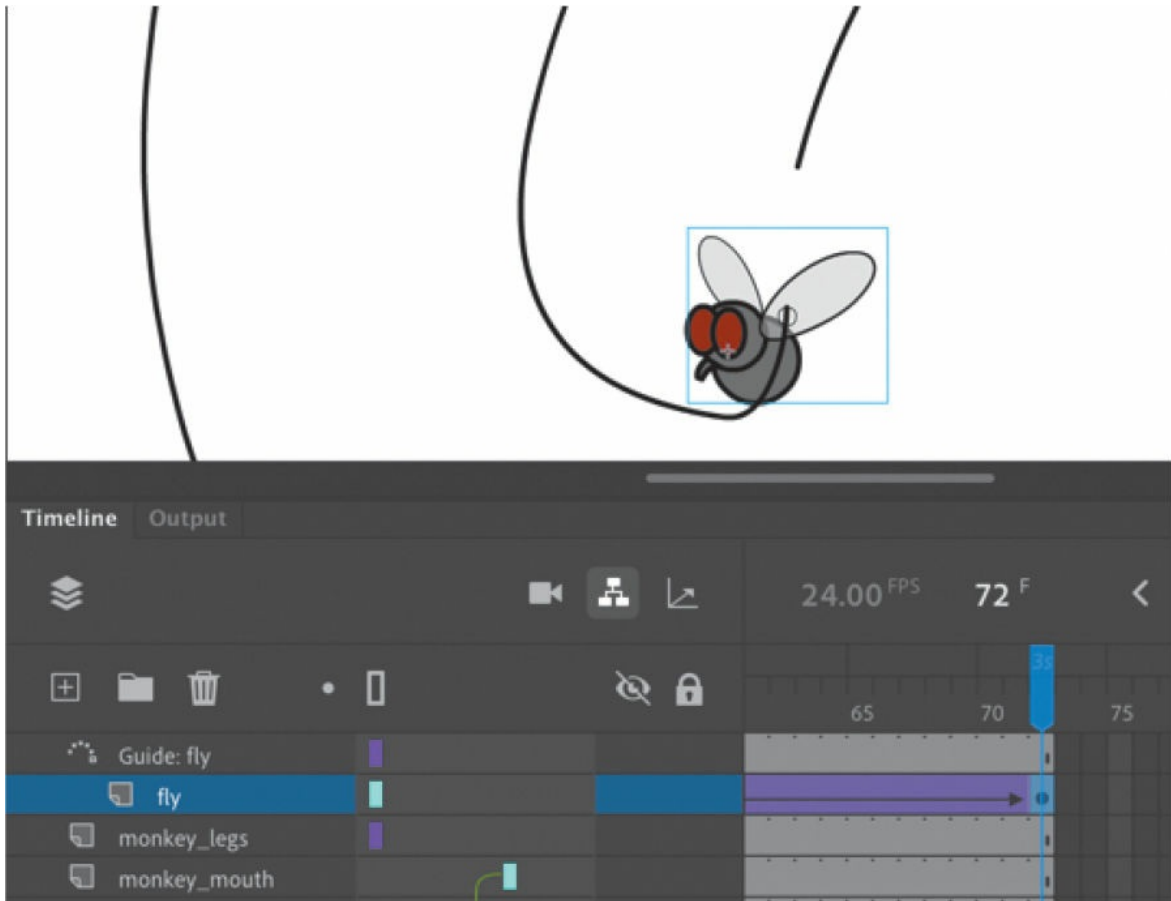 Timeline Output
24.00 FPS 72 F
3s
65 70 75
Guide: fly
fly
monkey_legs
monkey_mouth